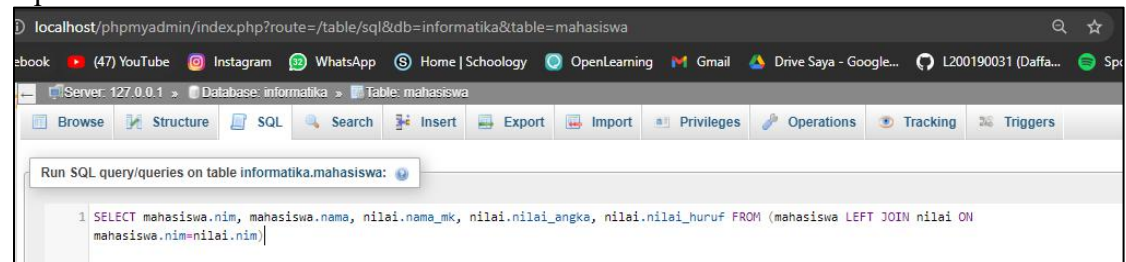 localhost/phpmyadmin/index.php?route=/table/sql&db=informatika&table=mahasiswa
ebook (47) YouTube Instagram 32 WhatsApp Home | Schoology OpenLearning Gmail Drive Saya - Goo gle... L200190031 (Daffa... Spo
Server: 127.0.0.1 » Database: informatika » Table: mahasiswa
Browse Structure SQL Search Insert Export Import Privileges Operations Tracking Triggers
Run SQL query/queries on table informatika.mahasiswa:
1 SELECT mahasiswa.nim, mahasiswa.nama, nilai.nama_mk, nilai.nilai_angka, nilai.nilai_huruf FROM (mahasiswa LEFT JOIN nilai ON
mahasiswa.nim=nilai.nim)